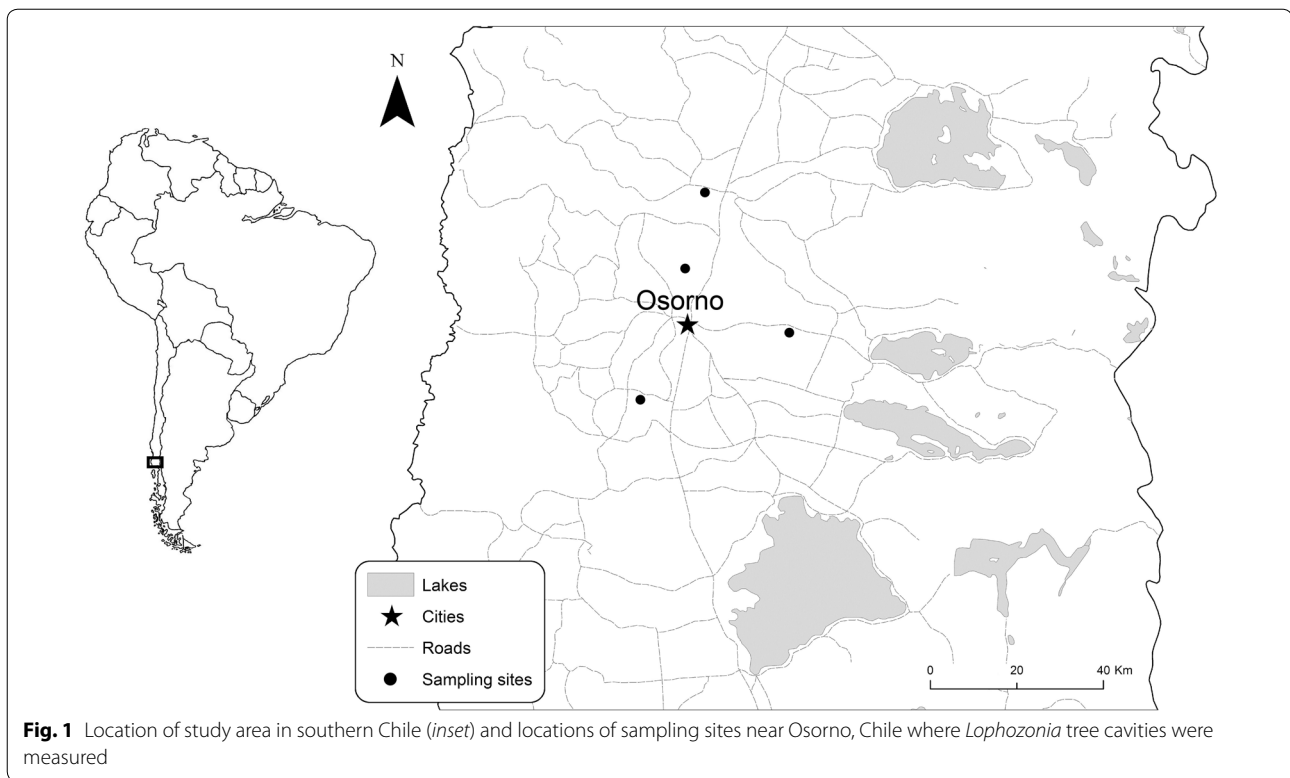 N
Osorno
Lakes
Cities
Roads
Sampling sites
0 20 40 Km
Fig. 1 Location of study area in southern Chile (inset) and locations of sampling sites near Osorno, Chile where Lophozonia tree cavities were
measured